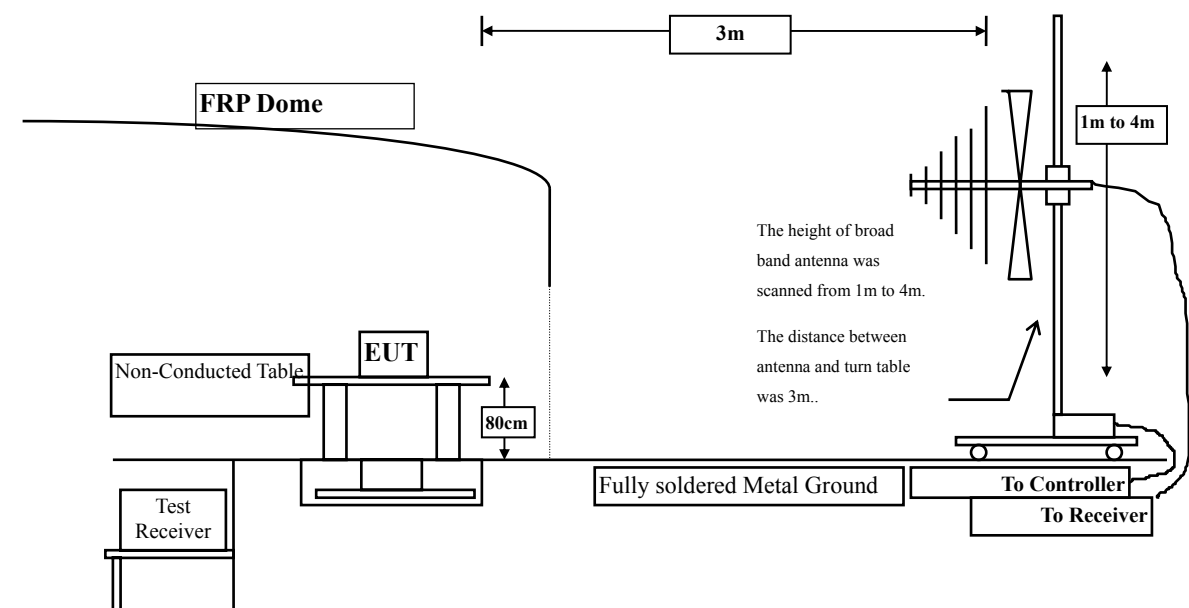 3m
FRP Dome
1m to 4m
The height of broad
band antenna was
scanned from 1m to 4m.
The distance between
antenna and turn table
was 3m..
EUT
Non-Conducted Table
80cm
Fully soldered Metal Ground
To Controller
To Receiver
Test
Receiver